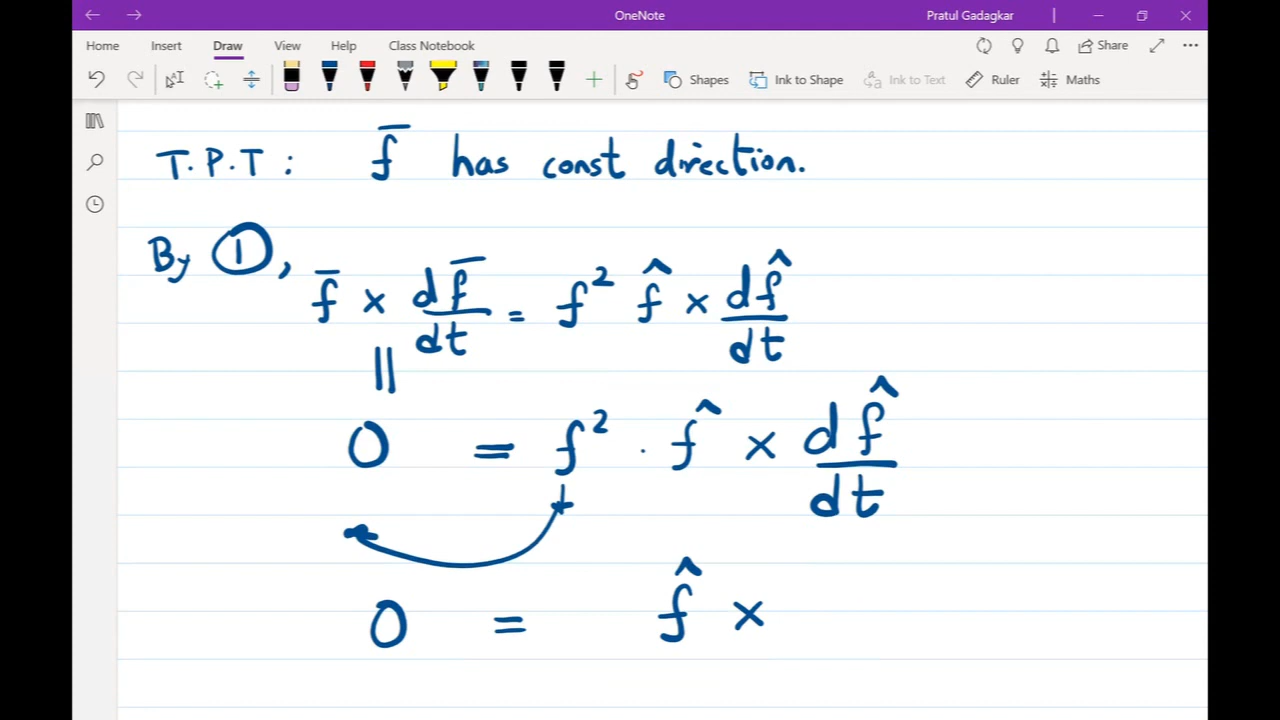 OneNote
Pratul Gadagkar
Home Insert Draw View Help Class Notebook
Share
Shapes Ink to Shape Ink to Text Ruler Maths
T.P.T : f̄ has const direction.
By ①,
f̄ × df̄/dt = f² f̂ × df̂/dt
||
0 = f² · f̂ × df̂/dt
0 = f̂ ×